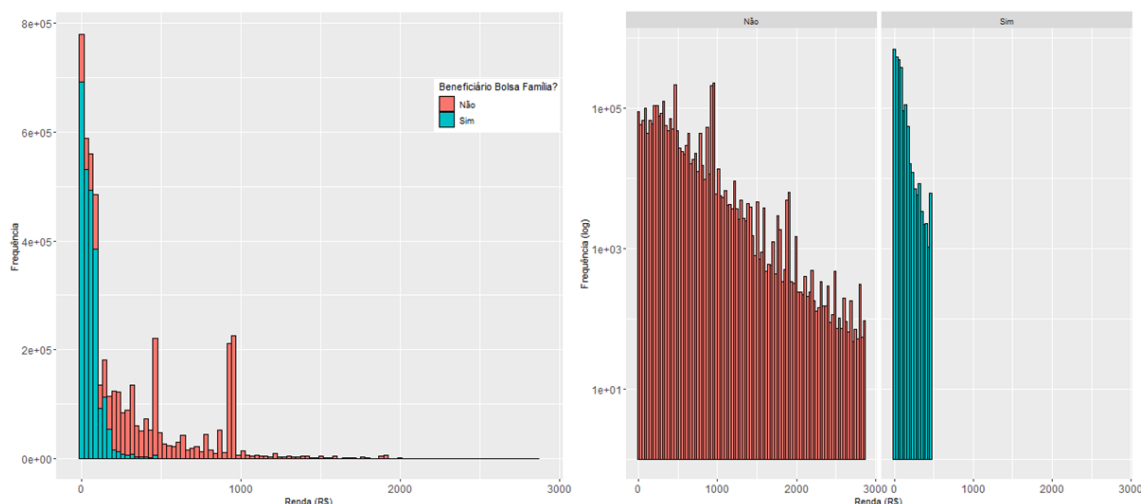 8e+05
6e+05
4e+05
2e+05
0e+00
Frequência
0
1000
2000
3000
Renda (R$)
Beneficiário Bolsa Família?
Não
Sim
Não
Sim
1e+05
1e+03
1e+01
Frequência (log)
0
1000
2000
3000
0
1000
2000
3000
Renda (R$)